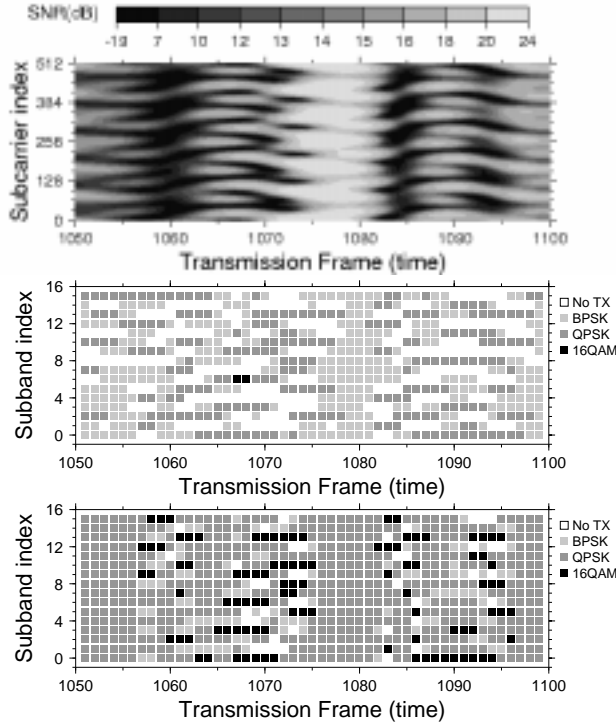 SNR(dB)
-19 7 10 12 13 15 16 18 20 24
512
384
256
128
0
Subcarrier index
1050 1060 1070 1080 1090 1100
Transmission Frame (time)
16
12
8
4
0
Subband index
No TX
BPSK
QPSK
16QAM
1050 1060 1070 1080 1090 1100
Transmission Frame (time)
16
12
8
4
0
Subband index
No TX
BPSK
QPSK
16QAM
1050 1060 1070 1080 1090 1100
Transmission Frame (time)